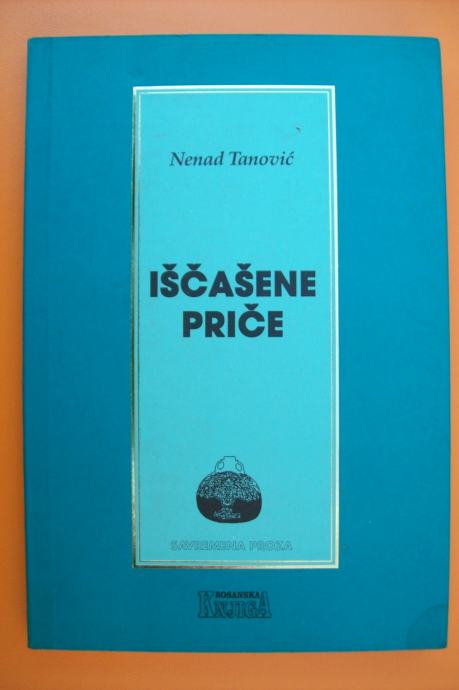 Nenad Tanović
IŠČAŠENE
PRIČE
SAVREMENA PROZA
BOSANSKA
KNJIGA